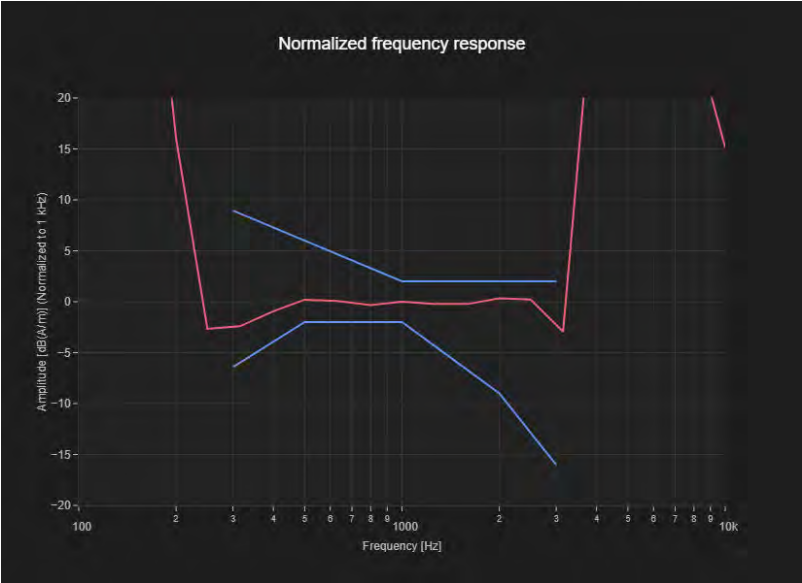 Normalized frequency response
Amplitude [dB(A/m)] (Normalized to 1 kHz)
20
15
10
5
0
−5
−10
−15
−20
100 2 3 4 5 6 7 8 9 1000 2 3 4 5 6 7 8 9 10k
Frequency [Hz]